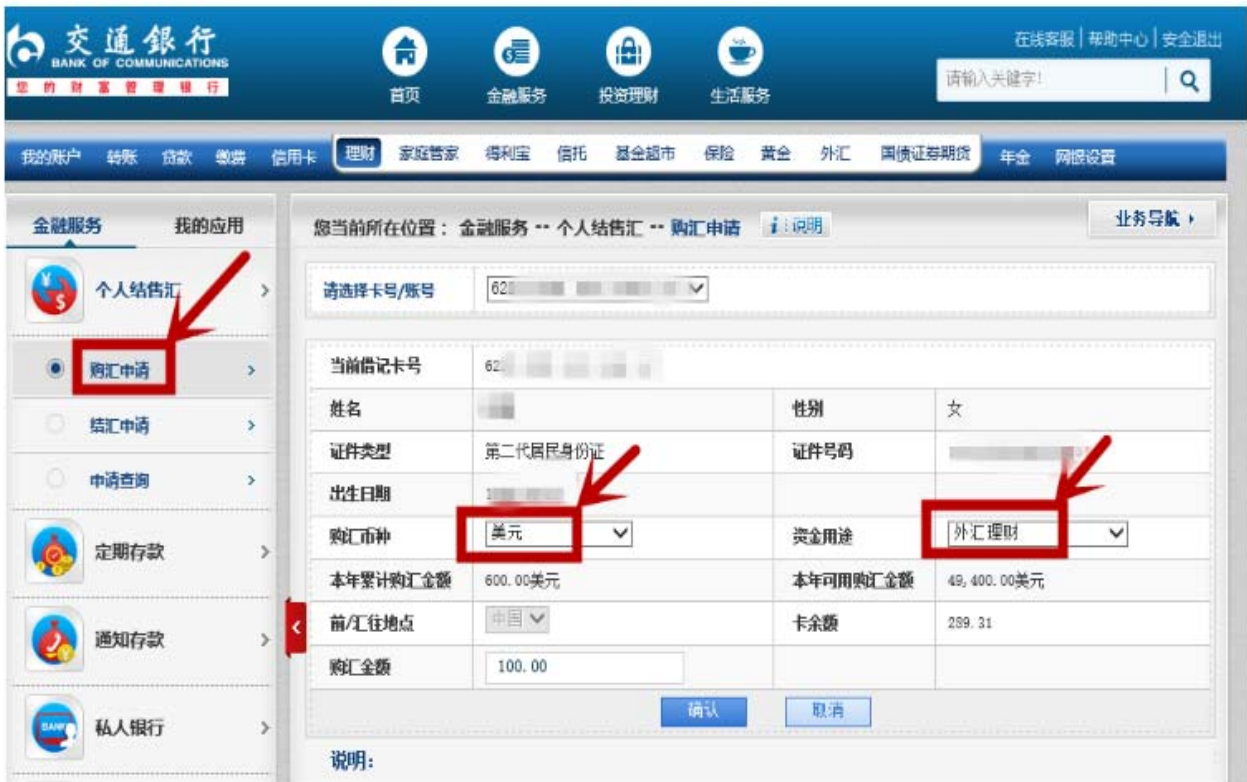 交通銀行
BANK OF COMMUNICATIONS
您的财富管理银行
首页 金融服务 投资理财 生活服务
在线客服 | 帮助中心 | 安全退出
请输入关键字!
我的账户 转账 贷款 缴费 信用卡 理财 家庭管家 得利宝 信托 基金超市 保险 黄金 外汇 国债证券期货 年金 网银设置
金融服务 我的应用
个人结售汇
购汇申请
结汇申请
申请查询
定期存款
通知存款
BANK
私人银行
您当前所在位置: 金融服务 -- 个人结售汇 -- 购汇申请 i:说明
业务导航
请选择卡号/账号 62
当前借记卡号 62
姓名 性别 女
证件类型 第二代居民身份证 证件号码
出生日期 1
购汇币种 美元 资金用途 外汇理财
本年累计购汇金额 600.00美元 本年可用购汇金额 49,400.00美元
前/汇往地点 中国 卡余额 289.31
购汇金额 100.00
确认 取消
说明: